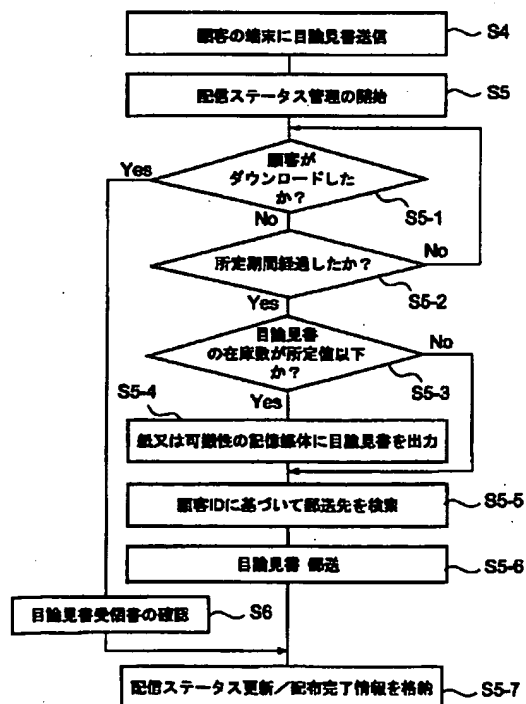 顧客の端末に目論見書送信
S4
配信ステータス管理の開始
S5
顧客が
ダウンロードした
か?
Yes
No
S5-1
所定期間経過したか?
No
Yes
S5-2
目論見書
の在庫数が所定値以下
か?
No
Yes
S5-3
S5-4
紙又は可搬性の記憶媒体に目論見書を出力
顧客IDに基づいて郵送先を検索
S5-5
目論見書 郵送
S5-6
目論見書受領書の確認
S6
配信ステータス更新/配布完了情報を格納
S5-7